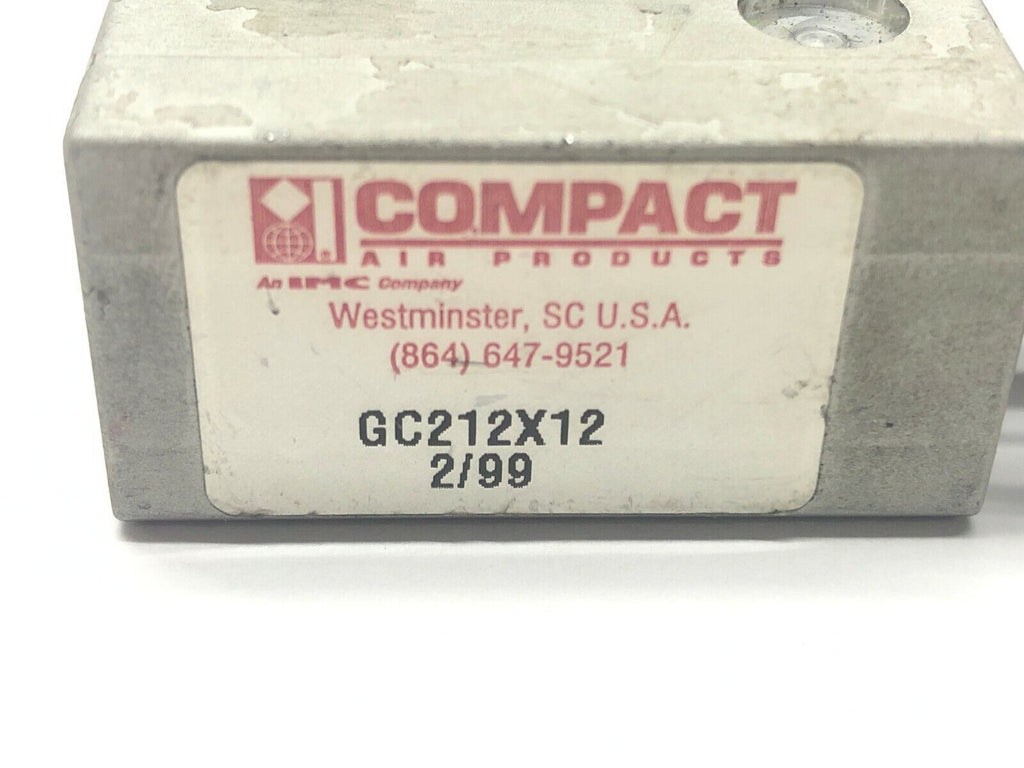 COMPACT
AIR PRODUCTS
An IMC Company
Westminster, SC U.S.A.
(864) 647-9521
GC212X12
2/99